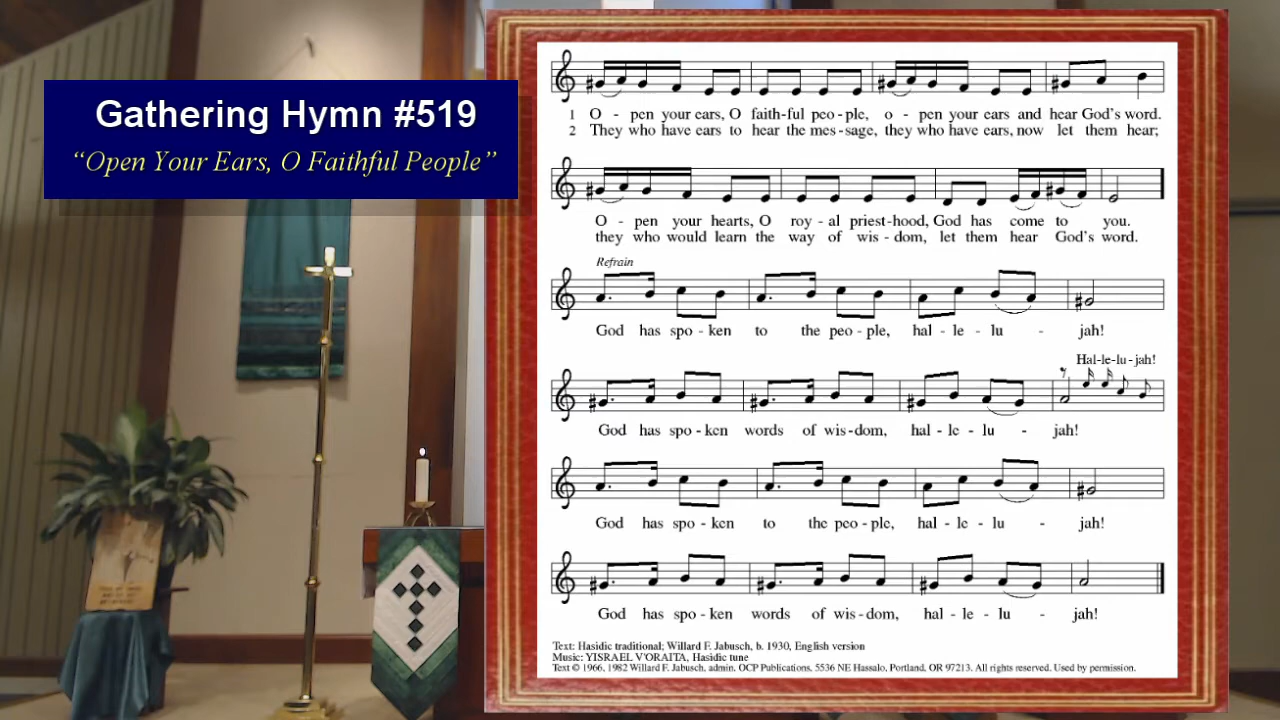 Gathering Hymn #519
“Open Your Ears, O Faithful People”
1 O - pen your ears, O faith-ful peo-ple, o - pen your ears and hear God's word.
2 They who have ears to hear the mes-sage, they who have ears, now let them hear;
O - pen your hearts, O roy - al priest-hood, God has come to you.
they who would learn the way of wis - dom, let them hear God's word.
Refrain
God has spo - ken to the peo - ple, hal - le - lu - jah!
Hal-le-lu-jah!
God has spo - ken words of wis-dom, hal - le - lu - jah!
God has spo - ken to the peo - ple, hal - le - lu - jah!
God has spo - ken words of wis-dom, hal - le - lu - jah!
Text: Hasidic traditional; Willard F. Jabusch, b. 1930, English version
Music: YISRAEL V'ORAITA, Hasidic tune
Text © 1966, 1982 Willard F. Jabusch, admin. OCP Publications, 5536 NE Hassalo, Portland, OR 97213. All rights reserved. Used by permission.